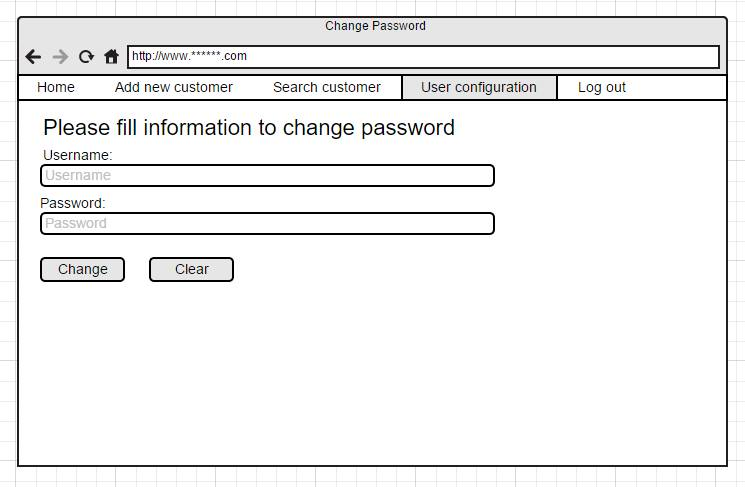 Change Password
http://www.******.com
Home Add new customer Search customer User configuration Log out
Please fill information to change password
Username:
Username
Password:
Password
Change Clear